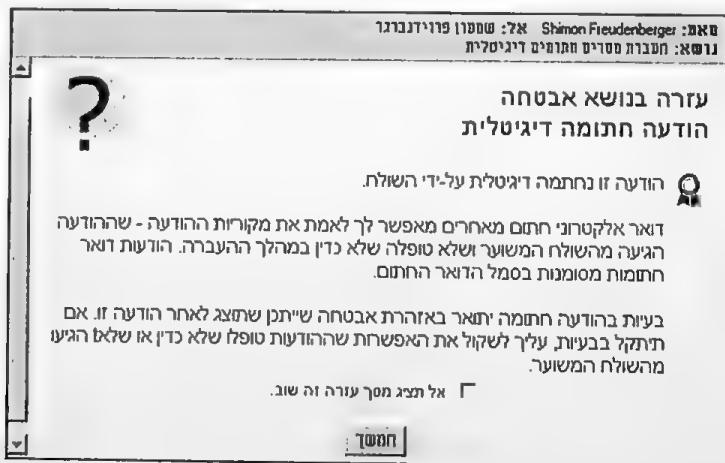 מאת: Shimon Freudenberger אל: שמעון פרוידנברגר
נושא: העברת מסרים חתומים דיגיטלית
עזרה בנושא אבטחה
הודעה חתומה דיגיטלית
הודעה זו נחתמה דיגיטלית על-ידי השולח.
דואר אלקטרוני חתום מאחרים מאפשר לך לאמת את מקוריות ההודעה - שההודעה
הגיעה מהשולח המשוער ושלא טופלה שלא כדין במהלך ההעברה. הודעות דואר
חתומות מסומנות בסמל הדואר החתום.
בעיות בהודעה חתומה יתואר באזהרת אבטחה שייתכן שתוצג לאחר הודעה זו. אם
תיתקל בבעיות, עליך לשקול את האפשרות שההודעות טופלו שלא כדין או שלא הגיעו
מהשולח המשוער.
אל תציג מסך עזרה זה שוב.
המשך